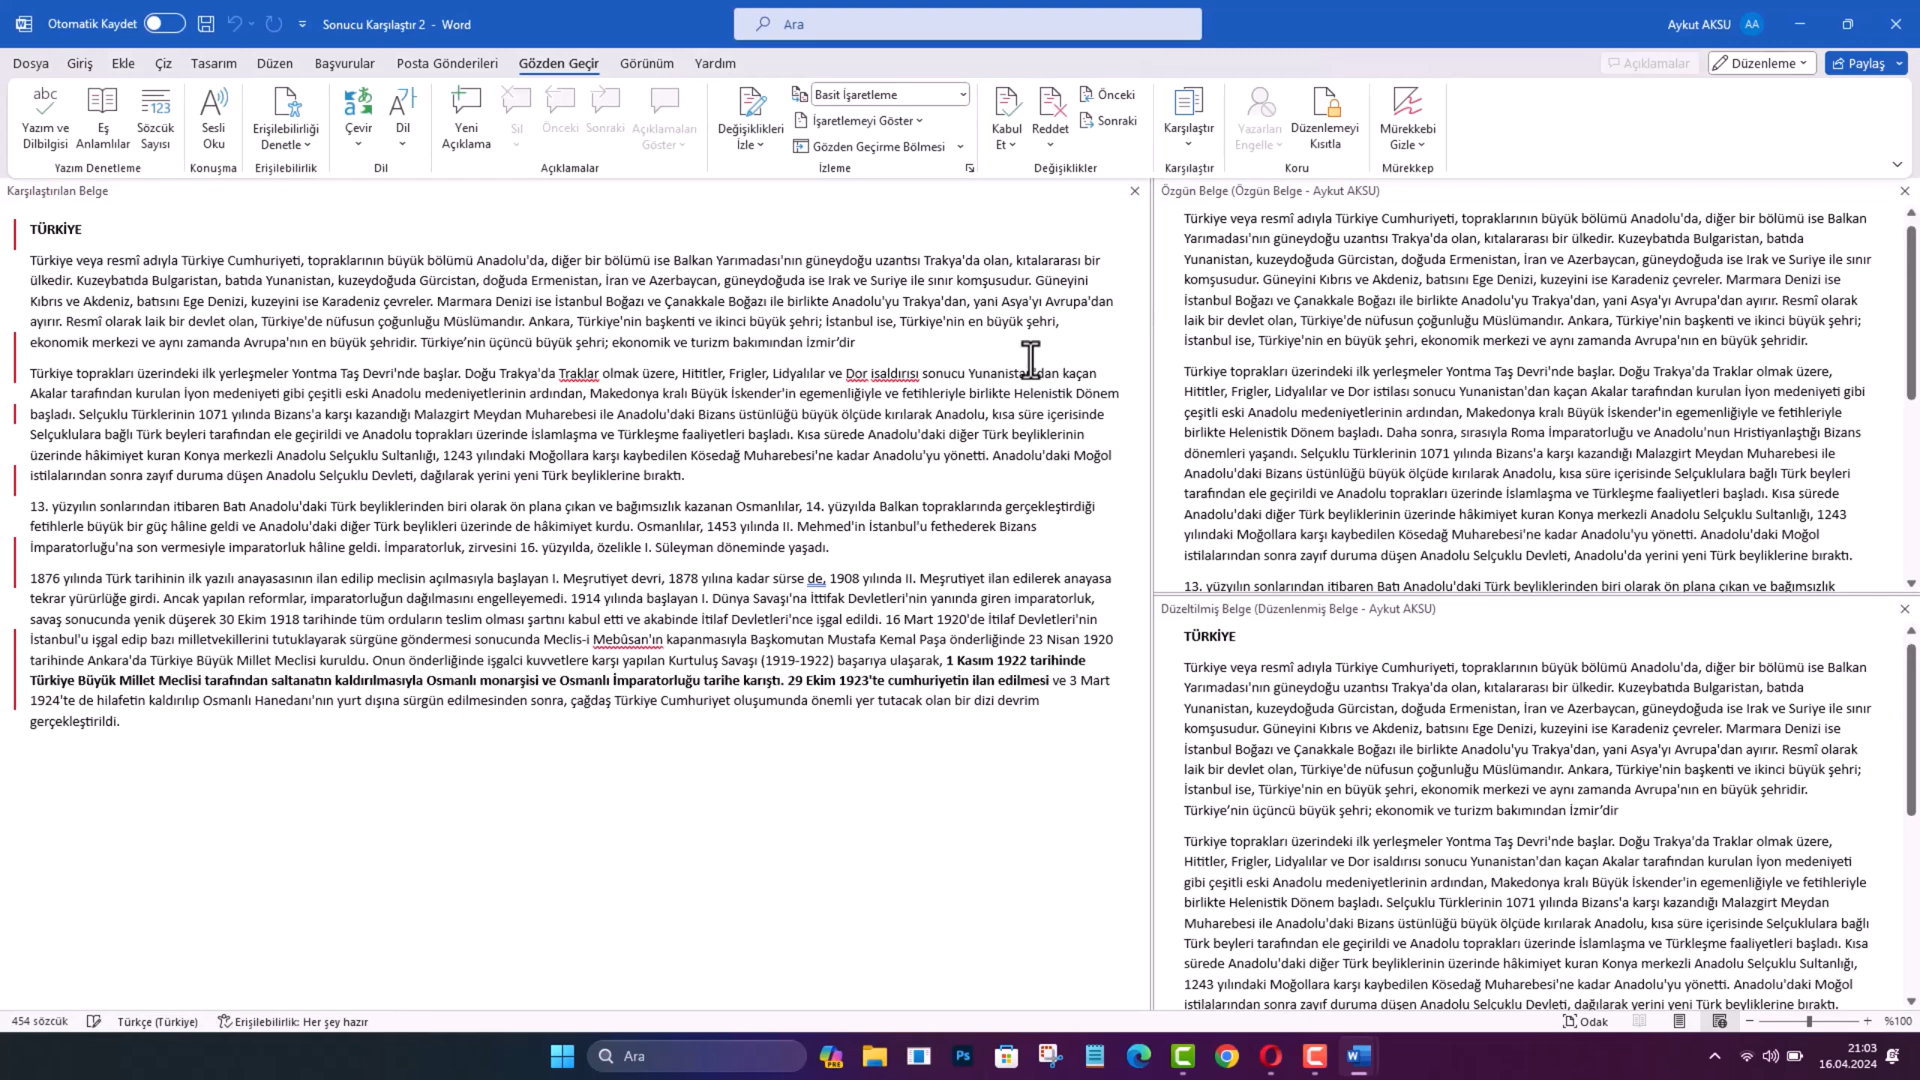 Otomatik Kaydet
Sonucu Karşılaştır 2 - Word
Ara
Aykut AKSU
AA
Dosya
Giriş
Ekle
Çiz
Tasarım
Düzen
Başvurular
Posta Gönderileri
Gözden Geçir
Görünüm
Yardım
Açıklamalar
Düzenleme
Paylaş
abc
Yazım ve Dilbilgisi
Eş Anlamlılar
123
Sözcük Sayısı
Yazım Denetleme
Sesli Oku
Konuşma
Erişilebilirliği Denetle
Erişilebilirlik
Çevir
Dil
Dil
Yeni Açıklama
Sil
Önceki
Sonraki
Açıklamaları Göster
Açıklamalar
Değişiklikleri İzle
Basit İşaretleme
İşaretlemeyi Göster
Gözden Geçirme Bölmesi
İzleme
Kabul Et
Reddet
Önceki
Sonraki
Değişiklikler
Karşılaştır
Karşılaştır
Yazarları Engelle
Düzenlemeyi Kısıtla
Koru
Mürekkebi Gizle
Mürekkep
Karşılaştırılan Belge
TÜRKİYE
Türkiye veya resmî adıyla Türkiye Cumhuriyeti, topraklarının büyük bölümü Anadolu'da, diğer bir bölümü ise Balkan Yarımadası'nın güneydoğu uzantısı Trakya'da olan, kıtalararası bir
ülkedir. Kuzeybatıda Bulgaristan, batıda Yunanistan, kuzeydoğuda Gürcistan, doğuda Ermenistan, İran ve Azerbaycan, güneydoğuda ise Irak ve Suriye ile sınır komşusudur. Güneyini
Kıbrıs ve Akdeniz, batısını Ege Denizi, kuzeyini ise Karadeniz çevreler. Marmara Denizi ise İstanbul Boğazı ve Çanakkale Boğazı ile birlikte Anadolu'yu Trakya'dan, yani Asya'yı Avrupa'dan
ayırır. Resmî olarak laik bir devlet olan, Türkiye'de nüfusun çoğunluğu Müslümandır. Ankara, Türkiye'nin başkenti ve ikinci büyük şehri; İstanbul ise, Türkiye'nin en büyük şehri,
ekonomik merkezi ve aynı zamanda Avrupa'nın en büyük şehridir. Türkiye’nin üçüncü büyük şehri; ekonomik ve turizm bakımından İzmir’dir
Türkiye toprakları üzerindeki ilk yerleşmeler Yontma Taş Devri'nde başlar. Doğu Trakya'da Traklar olmak üzere, Hititler, Frigler, Lidyalılar ve Dor isaldırısı sonucu Yunanistan'dan kaçan
Akalar tarafından kurulan İyon medeniyeti gibi çeşitli eski Anadolu medeniyetlerinin ardından, Makedonya kralı Büyük İskender'in egemenliğiyle ve fetihleriyle birlikte Helenistik Dönem
başladı. Selçuklu Türklerinin 1071 yılında Bizans'a karşı kazandığı Malazgirt Meydan Muharebesi ile Anadolu'daki Bizans üstünlüğü büyük ölçüde kırılarak Anadolu, kısa süre içerisinde
Selçuklulara bağlı Türk beyleri tarafından ele geçirildi ve Anadolu toprakları üzerinde İslamlaşma ve Türkleşme faaliyetleri başladı. Kısa sürede Anadolu'daki diğer Türk beyliklerinin
üzerinde hâkimiyet kuran Konya merkezli Anadolu Selçuklu Sultanlığı, 1243 yılındaki Moğollara karşı kaybedilen Kösedağ Muharebesi'ne kadar Anadolu'yu yönetti. Anadolu'daki Moğol
istilalarından sonra zayıf duruma düşen Anadolu Selçuklu Devleti, dağılarak yerini yeni Türk beyliklerine bıraktı.
13. yüzyılın sonlarından itibaren Batı Anadolu'daki Türk beyliklerinden biri olarak ön plana çıkan ve bağımsızlık kazanan Osmanlılar, 14. yüzyılda Balkan topraklarında gerçekleştirdiği
fetihlerle büyük bir güç hâline geldi ve Anadolu'daki diğer Türk beylikleri üzerinde de hâkimiyet kurdu. Osmanlılar, 1453 yılında II. Mehmed'in İstanbul'u fethederek Bizans
İmparatorluğu'na son vermesiyle imparatorluk hâline geldi. İmparatorluk, zirvesini 16. yüzyılda, özelikle I. Süleyman döneminde yaşadı.
1876 yılında Türk tarihinin ilk yazılı anayasasının ilan edilip meclisin açılmasıyla başlayan I. Meşrutiyet devri, 1878 yılına kadar sürse de, 1908 yılında II. Meşrutiyet ilan edilerek anayasa
tekrar yürürlüğe girdi. Ancak yapılan reformlar, imparatorluğun dağılmasını engelleyemedi. 1914 yılında başlayan I. Dünya Savaşı'na İttifak Devletleri'nin yanında giren imparatorluk,
savaş sonucunda yenik düşerek 30 Ekim 1918 tarihinde tüm orduların teslim olması şartını kabul etti ve akabinde İtilaf Devletleri'nce işgal edildi. 16 Mart 1920'de İtilaf Devletleri'nin
İstanbul'u işgal edip bazı milletvekillerini tutuklayarak sürgüne göndermesi sonucunda Meclis-i Mebûsan'ın kapanmasıyla Başkomutan Mustafa Kemal Paşa önderliğinde 23 Nisan 1920
tarihinde Ankara'da Türkiye Büyük Millet Meclisi kuruldu. Onun önderliğinde işgalci kuvvetlere karşı yapılan Kurtuluş Savaşı (1919-1922) başarıya ulaşarak, 1 Kasım 1922 tarihinde
Türkiye Büyük Millet Meclisi tarafından saltanatın kaldırılmasıyla Osmanlı monarşisi ve Osmanlı İmparatorluğu tarihe karıştı. 29 Ekim 1923'te cumhuriyetin ilan edilmesi ve 3 Mart
1924'te de hilafetin kaldırılıp Osmanlı Hanedanı'nın yurt dışına sürgün edilmesinden sonra, çağdaş Türkiye Cumhuriyet oluşumunda önemli yer tutacak olan bir dizi devrim
gerçekleştirildi.
Özgün Belge (Özgün Belge - Aykut AKSU)
Türkiye veya resmî adıyla Türkiye Cumhuriyeti, topraklarının büyük bölümü Anadolu'da, diğer bir bölümü ise Balkan
Yarımadası'nın güneydoğu uzantısı Trakya'da olan, kıtalararası bir ülkedir. Kuzeybatıda Bulgaristan, batıda
Yunanistan, kuzeydoğuda Gürcistan, doğuda Ermenistan, İran ve Azerbaycan, güneydoğuda ise Irak ve Suriye ile sınır
komşusudur. Güneyini Kıbrıs ve Akdeniz, batısını Ege Denizi, kuzeyini ise Karadeniz çevreler. Marmara Denizi ise
İstanbul Boğazı ve Çanakkale Boğazı ile birlikte Anadolu'yu Trakya'dan, yani Asya'yı Avrupa'dan ayırır. Resmî olarak
laik bir devlet olan, Türkiye'de nüfusun çoğunluğu Müslümandır. Ankara, Türkiye'nin başkenti ve ikinci büyük şehri;
İstanbul ise, Türkiye'nin en büyük şehri, ekonomik merkezi ve aynı zamanda Avrupa'nın en büyük şehridir.
Türkiye toprakları üzerindeki ilk yerleşmeler Yontma Taş Devri'nde başlar. Doğu Trakya'da Traklar olmak üzere,
Hititler, Frigler, Lidyalılar ve Dor istilası sonucu Yunanistan'dan kaçan Akalar tarafından kurulan İyon medeniyeti gibi
çeşitli eski Anadolu medeniyetlerinin ardından, Makedonya kralı Büyük İskender'in egemenliğiyle ve fetihleriyle
birlikte Helenistik Dönem başladı. Daha sonra, sırasıyla Roma İmparatorluğu ve Anadolu'nun Hristiyanlaştığı Bizans
dönemleri yaşandı. Selçuklu Türklerinin 1071 yılında Bizans'a karşı kazandığı Malazgirt Meydan Muharebesi ile
Anadolu'daki Bizans üstünlüğü büyük ölçüde kırılarak Anadolu, kısa süre içerisinde Selçuklulara bağlı Türk beyleri
tarafından ele geçirildi ve Anadolu toprakları üzerinde İslamlaşma ve Türkleşme faaliyetleri başladı. Kısa sürede
Anadolu'daki diğer Türk beyliklerinin üzerinde hâkimiyet kuran Konya merkezli Anadolu Selçuklu Sultanlığı, 1243
yılındaki Moğollara karşı kaybedilen Kösedağ Muharebesi'ne kadar Anadolu'yu yönetti. Anadolu'daki Moğol
istilalarından sonra zayıf duruma düşen Anadolu Selçuklu Devleti, Anadolu'da yerini yeni Türk beyliklerine bıraktı.
13. yüzyılın sonlarından itibaren Batı Anadolu'daki Türk beyliklerinden biri olarak ön plana çıkan ve bağımsızlık
Düzeltilmiş Belge (Düzenlenmiş Belge - Aykut AKSU)
TÜRKİYE
Türkiye veya resmî adıyla Türkiye Cumhuriyeti, topraklarının büyük bölümü Anadolu'da, diğer bir bölümü ise Balkan
Yarımadası'nın güneydoğu uzantısı Trakya'da olan, kıtalararası bir ülkedir. Kuzeybatıda Bulgaristan, batıda
Yunanistan, kuzeydoğuda Gürcistan, doğuda Ermenistan, İran ve Azerbaycan, güneydoğuda ise Irak ve Suriye ile sınır
komşusudur. Güneyini Kıbrıs ve Akdeniz, batısını Ege Denizi, kuzeyini ise Karadeniz çevreler. Marmara Denizi ise
İstanbul Boğazı ve Çanakkale Boğazı ile birlikte Anadolu'yu Trakya'dan, yani Asya'yı Avrupa'dan ayırır. Resmî olarak
laik bir devlet olan, Türkiye'de nüfusun çoğunluğu Müslümandır. Ankara, Türkiye'nin başkenti ve ikinci büyük şehri;
İstanbul ise, Türkiye'nin en büyük şehri, ekonomik merkezi ve aynı zamanda Avrupa'nın en büyük şehridir.
Türkiye’nin üçüncü büyük şehri; ekonomik ve turizm bakımından İzmir’dir
Türkiye toprakları üzerindeki ilk yerleşmeler Yontma Taş Devri'nde başlar. Doğu Trakya'da Traklar olmak üzere,
Hititler, Frigler, Lidyalılar ve Dor isaldırısı sonucu Yunanistan'dan kaçan Akalar tarafından kurulan İyon medeniyeti
gibi çeşitli eski Anadolu medeniyetlerinin ardından, Makedonya kralı Büyük İskender'in egemenliğiyle ve fetihleriyle
birlikte Helenistik Dönem başladı. Selçuklu Türklerinin 1071 yılında Bizans'a karşı kazandığı Malazgirt Meydan
Muharebesi ile Anadolu'daki Bizans üstünlüğü büyük ölçüde kırılarak Anadolu, kısa süre içerisinde Selçuklulara bağlı
Türk beyleri tarafından ele geçirildi ve Anadolu toprakları üzerinde İslamlaşma ve Türkleşme faaliyetleri başladı. Kısa
sürede Anadolu'daki diğer Türk beyliklerinin üzerinde hâkimiyet kuran Konya merkezli Anadolu Selçuklu Sultanlığı,
1243 yılındaki Moğollara karşı kaybedilen Kösedağ Muharebesi'ne kadar Anadolu'yu yönetti. Anadolu'daki Moğol
istilalarından sonra zayıf duruma düşen Anadolu Selçuklu Devleti, dağılarak yerini yeni Türk beyliklerine bıraktı.
454 sözcük
Türkçe (Türkiye)
Erişilebilirlik: Her şey hazır
Odak
%100
Ara
PRE
Ps
21:03
16.04.2024